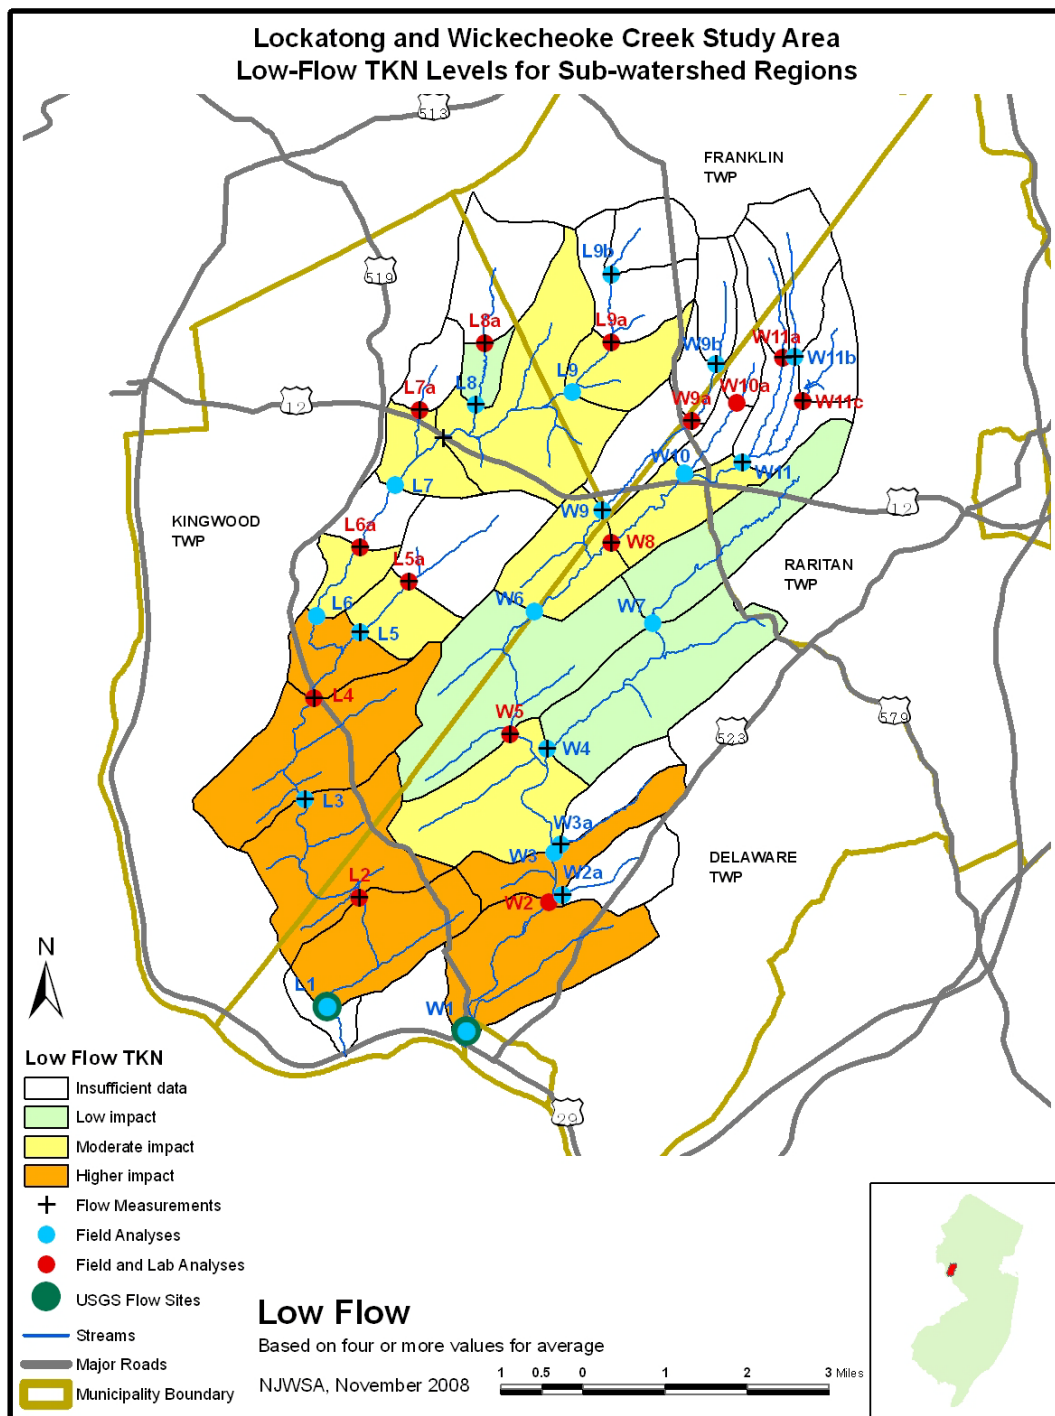 Lockatong and Wickecheoke Creek Study Area
Low-Flow TKN Levels for Sub-watershed Regions
513
FRANKLIN
TWP
519
L9b
L8a
L9a
W9b
W11a
W11b
L7a
L8
L9
W10a
W11c
12
W9a
W10
W11
L7
W9
12
KINGWOOD
TWP
L6a
W8
L5a
RARITAN
TWP
L6
L5
W6
W7
L4
W5
W4
579
523
L3
W3a
W3
DELAWARE
TWP
L2
W2a
W2
N
L1
W1
29
Low Flow TKN
Insufficient data
Low impact
Moderate impact
Higher impact
Flow Measurements
Field Analyses
Field and Lab Analyses
USGS Flow Sites
Streams
Major Roads
Municipality Boundary
Low Flow
Based on four or more values for average
NJWSA, November 2008
1 0.5 0 1 2 3 Miles